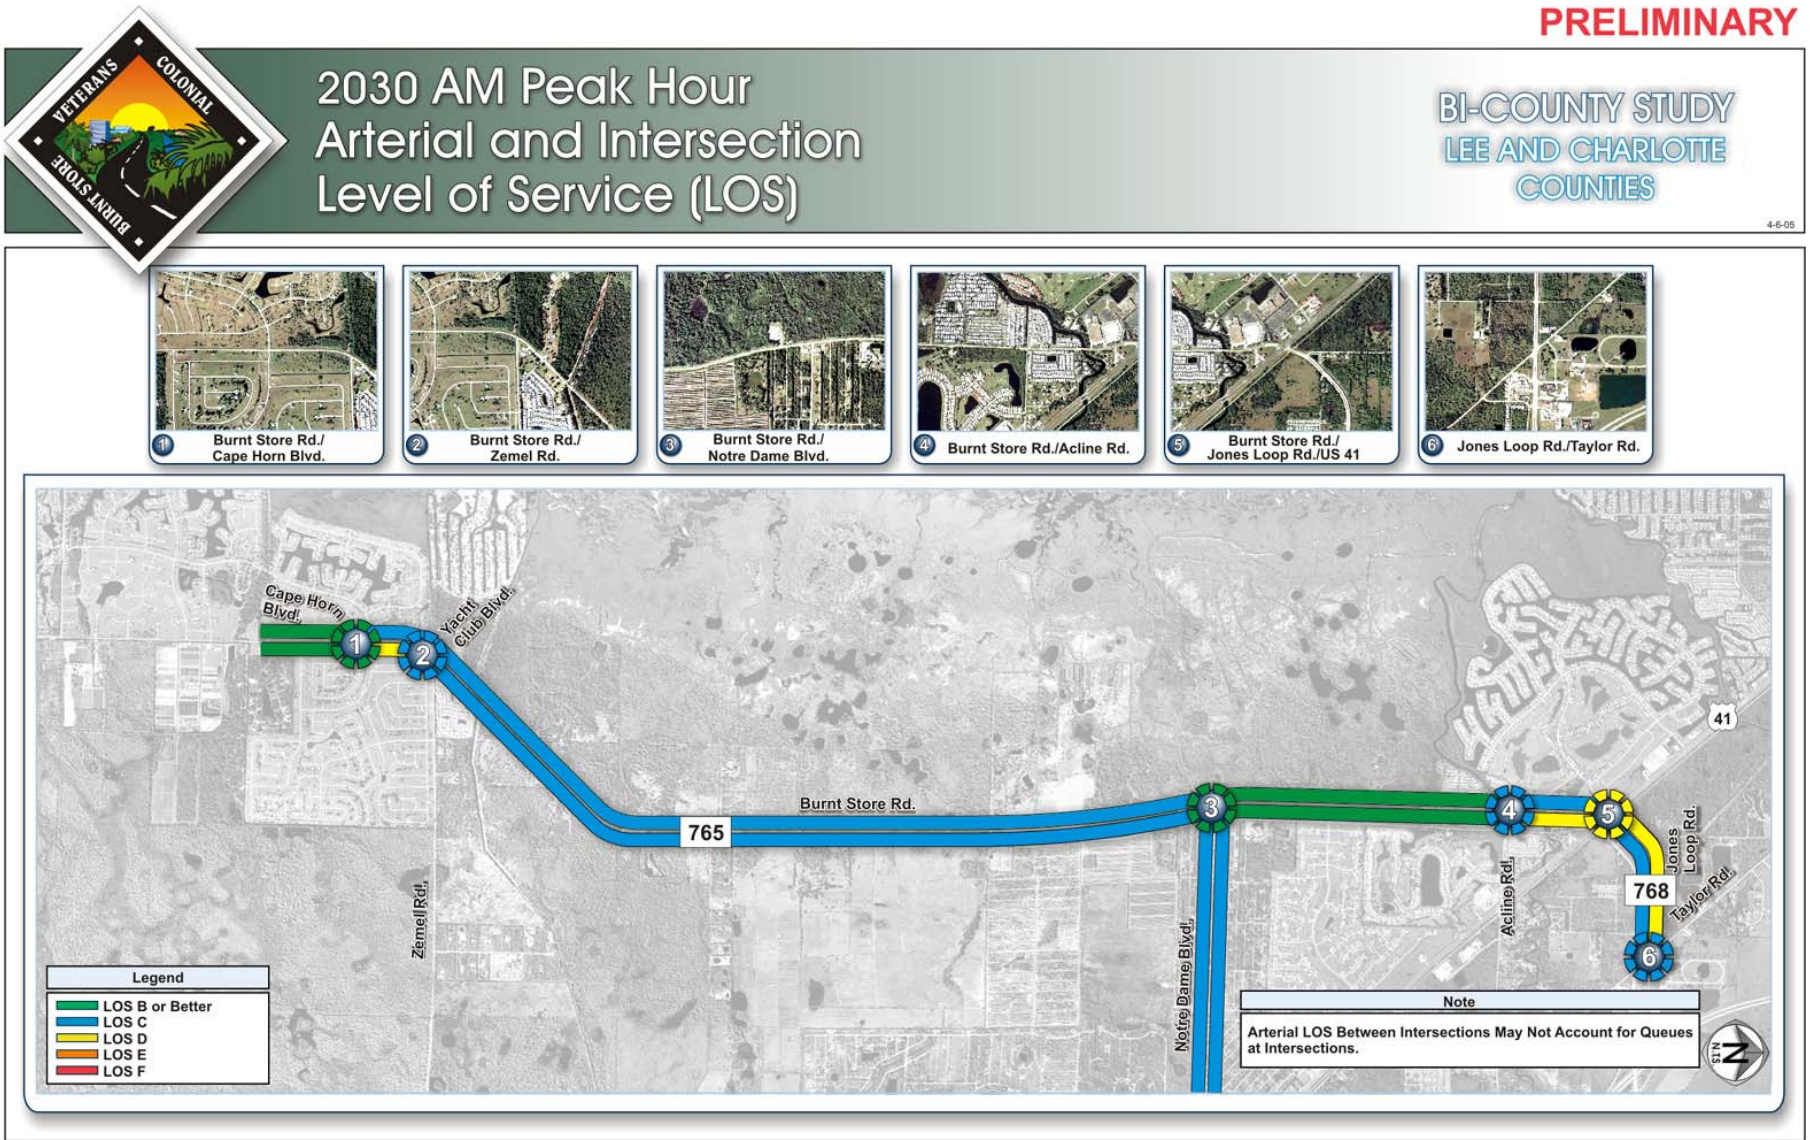 PRELIMINARY
VETERANS
COLONIAL
BURNT STORE
2030 AM Peak Hour
Arterial and Intersection
Level of Service (LOS)
BI-COUNTY STUDY
LEE AND CHARLOTTE
COUNTIES
4-6-05
1
Burnt Store Rd./
Cape Horn Blvd.
2
Burnt Store Rd./
Zemel Rd.
3
Burnt Store Rd./
Notre Dame Blvd.
4
Burnt Store Rd./Acline Rd.
5
Burnt Store Rd./
Jones Loop Rd./US 41
6
Jones Loop Rd./Taylor Rd.
Cape Horn
Blvd.
1
2
Yacht
Club Blvd.
Zemel Rd.
765
Burnt Store Rd.
3
Notre Dame Blvd.
4
Acline Rd.
5
41
Jones
Loop Rd.
768
Taylor Rd.
6
Legend
LOS B or Better
LOS C
LOS D
LOS E
LOS F
Note
Arterial LOS Between Intersections May Not Account for Queues
at Intersections.
N
N.T.S